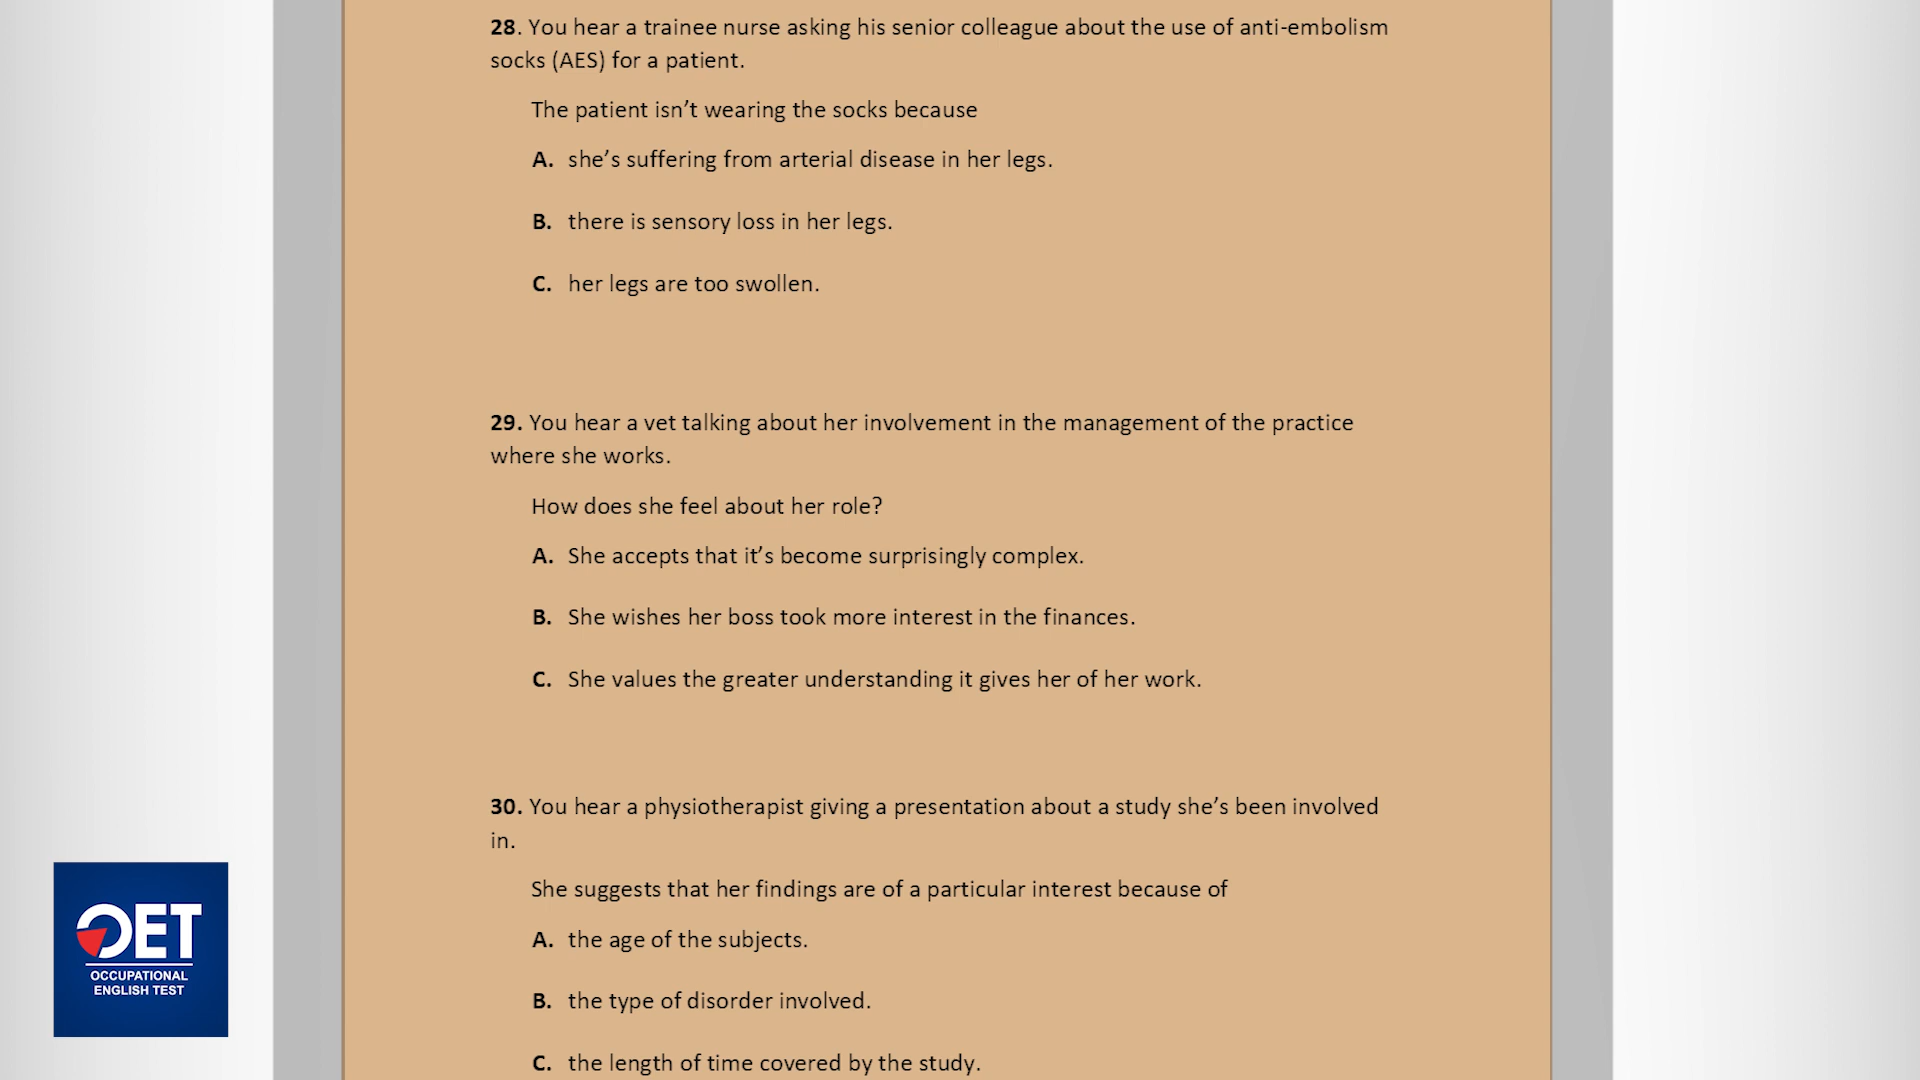 28. You hear a trainee nurse asking his senior colleague about the use of anti-embolism
socks (AES) for a patient.
The patient isn’t wearing the socks because
A. she’s suffering from arterial disease in her legs.
B. there is sensory loss in her legs.
C. her legs are too swollen.
29. You hear a vet talking about her involvement in the management of the practice
where she works.
How does she feel about her role?
A. She accepts that it’s become surprisingly complex.
B. She wishes her boss took more interest in the finances.
C. She values the greater understanding it gives her of her work.
30. You hear a physiotherapist giving a presentation about a study she’s been involved
in.
She suggests that her findings are of a particular interest because of
A. the age of the subjects.
B. the type of disorder involved.
C. the length of time covered by the study.
OET
OCCUPATIONAL
ENGLISH TEST